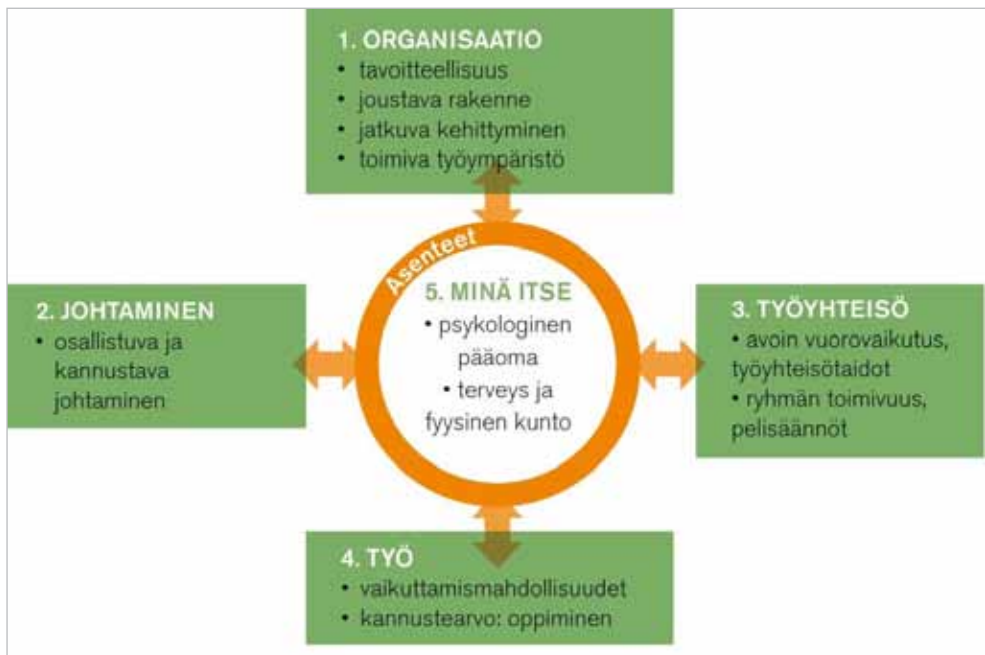 1. ORGANISAATIO
• tavoitteellisuus
• joustava rakenne
• jatkuva kehittyminen
• toimiva työympäristö
Asenteet
5. MINÄ ITSE
• psykologinen
pääoma
• terveys ja
fyysinen kunto
2. JOHTAMINEN
• osallistuva ja
kannustava
johtaminen
3. TYÖYHTEISÖ
• avoin vuorovaikutus,
työyhteisötaidot
• ryhmän toimivuus,
pelisäännöt
4. TYÖ
• vaikuttamismahdollisuudet
• kannustearvo: oppiminen